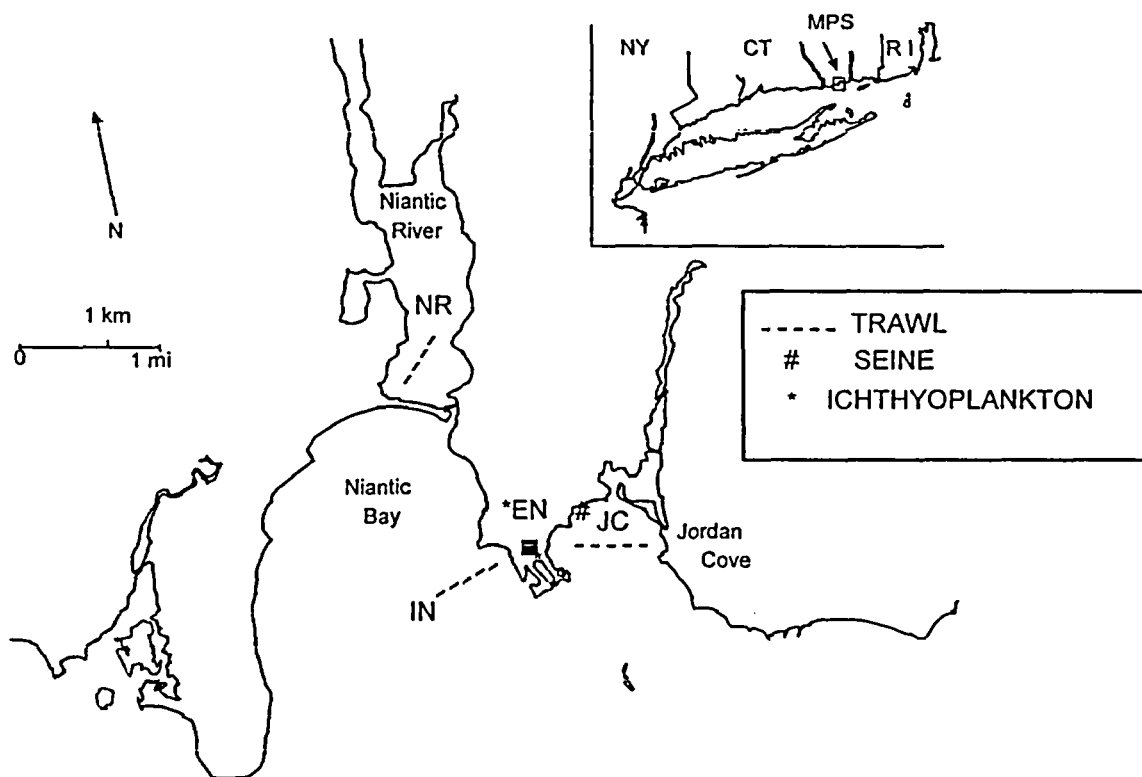 MPS
NY CT R I
N
Niantic
River
NR
1 km
0 1 mi
----- TRAWL
# SEINE
* ICHTHYOPLANKTON
Niantic
Bay
*EN
# JC
Jordan
Cove
IN